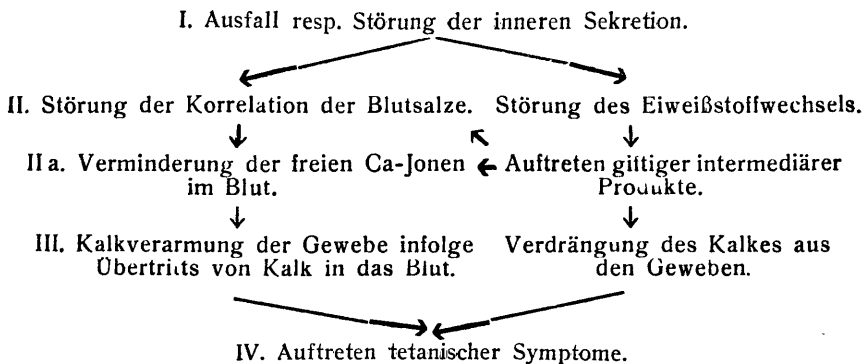 I. Ausfall resp. Störung der inneren Sekretion.
II. Störung der Korrelation der Blutsalze. Störung des Eiweißstoffwechsels.
II a. Verminderung der freien Ca-Jonen Auftreten giftiger intermediärer
im Blut. Produkte.
III. Kalkverarmung der Gewebe infolge Verdrängung des Kalkes aus
Übertritts von Kalk in das Blut. den Geweben.
IV. Auftreten tetanischer Symptome.